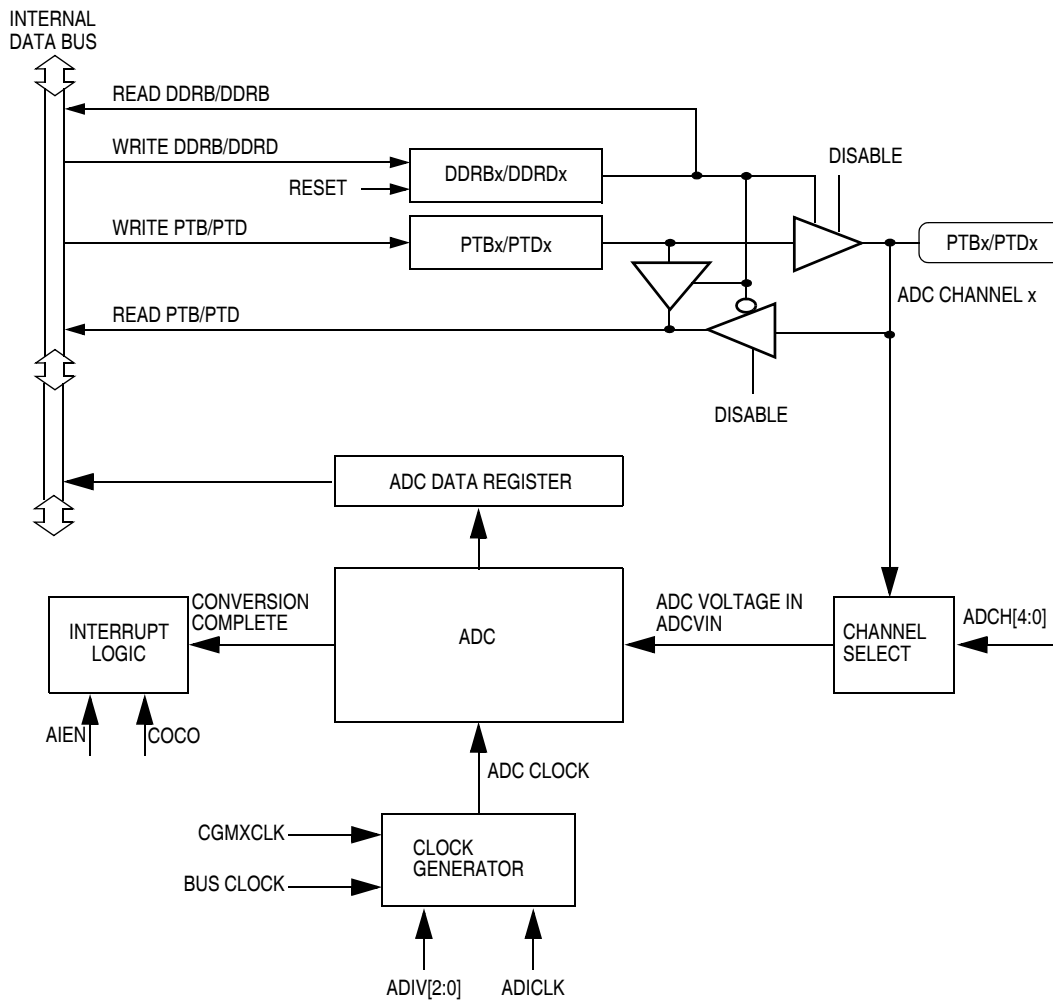 INTERNAL
DATA BUS
READ DDRB/DDRB
WRITE DDRB/DDRD
RESET
DDRBx/DDRDx
DISABLE
WRITE PTB/PTD
PTBx/PTDx
PTBx/PTDx
ADC CHANNEL x
READ PTB/PTD
DISABLE
ADC DATA REGISTER
INTERRUPT
LOGIC
CONVERSION
COMPLETE
ADC
ADC VOLTAGE IN
ADCVIN
CHANNEL
SELECT
ADCH[4:0]
AIEN
COCO
ADC CLOCK
CGMXCLK
BUS CLOCK
CLOCK
GENERATOR
ADIV[2:0]
ADICLK